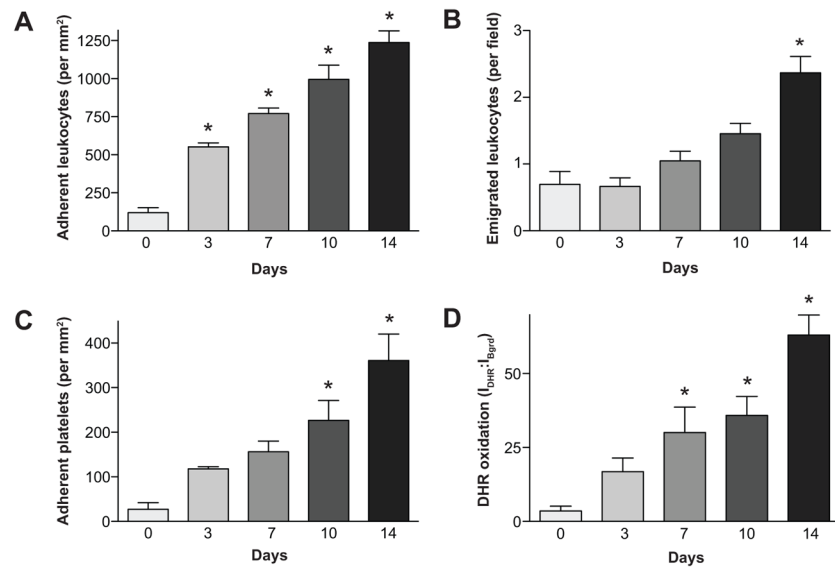 A
Adherent leukocytes (per mm²)
1250
1000
750
500
250
0
* * * *
0 3 7 10 14
Days
B
Emigrated leukocytes (per field)
3
2
1
0
*
0 3 7 10 14
Days
C
Adherent platelets (per mm²)
400
300
200
100
0
* *
0 3 7 10 14
Days
D
DHR oxidation (I_DHR:I_Bgrd)
50
25
0
* * *
0 3 7 10 14
Days